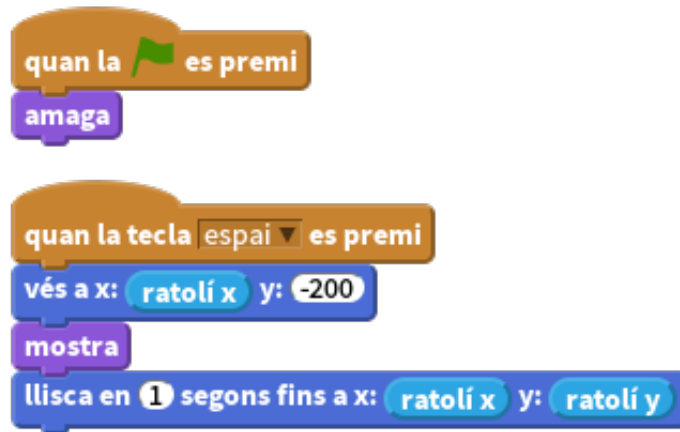 quan la es premi
amaga
quan la tecla espai es premi
vés a x: ratolí x y: -200
mostra
llisca en 1 segons fins a x: ratolí x y: ratolí y